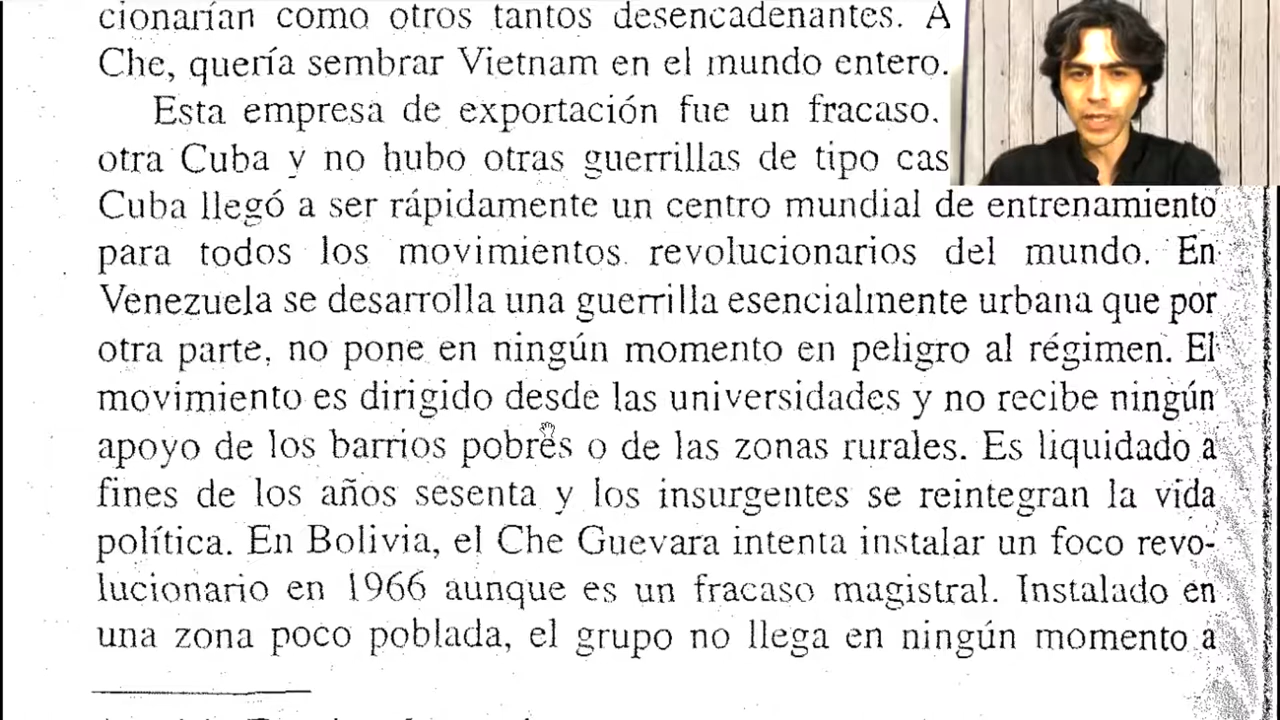 cionarían como otros tantos desencadenantes. A
Che, quería sembrar Vietnam en el mundo entero.
Esta empresa de exportación fue un fracaso.
otra Cuba y no hubo otras guerrillas de tipo cas
Cuba llegó a ser rápidamente un centro mundial de entrenamiento
para todos los movimientos revolucionarios del mundo. En
Venezuela se desarrolla una guerrilla esencialmente urbana que por
otra parte, no pone en ningún momento en peligro al régimen. El
movimiento es dirigido desde las universidades y no recibe ningún
apoyo de los barrios pobres o de las zonas rurales. Es liquidado a
fines de los años sesenta y los insurgentes se reintegran la vida
política. En Bolivia, el Che Guevara intenta instalar un foco revo-
lucionario en 1966 aunque es un fracaso magistral. Instalado en
una zona poco poblada, el grupo no llega en ningún momento a